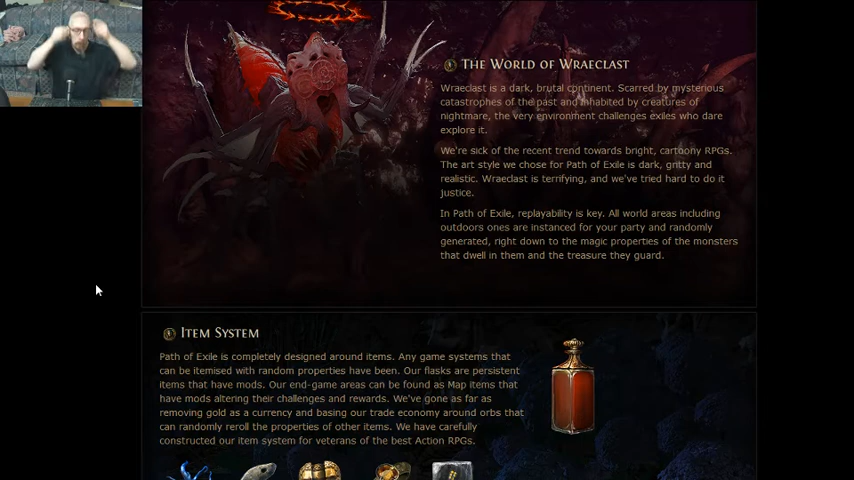 The World of Wraeclast
Wraeclast is a dark, brutal continent. Scarred by mysterious
catastrophes of the past and inhabited by creatures of
nightmare, the very environment challenges exiles who dare
explore it.
We're sick of the recent trend towards bright, cartoony RPGs.
The art style we chose for Path of Exile is dark, gritty and
realistic. Wraeclast is terrifying, and we've tried hard to do it
justice.
In Path of Exile, replayability is key. All world areas including
outdoors ones are instanced for your party and randomly
generated, right down to the magic properties of the monsters
that dwell in them and the treasure they guard.
Item System
Path of Exile is completely designed around items. Any game systems that
can be itemised with random properties have been. Our flasks are persistent
items that have mods. Our end-game areas can be found as Map items that
have mods altering their challenges and rewards. We've gone as far as
removing gold as a currency and basing our trade economy around orbs that
can randomly reroll the properties of other items. We have carefully
constructed our item system for veterans of the best Action RPGs.